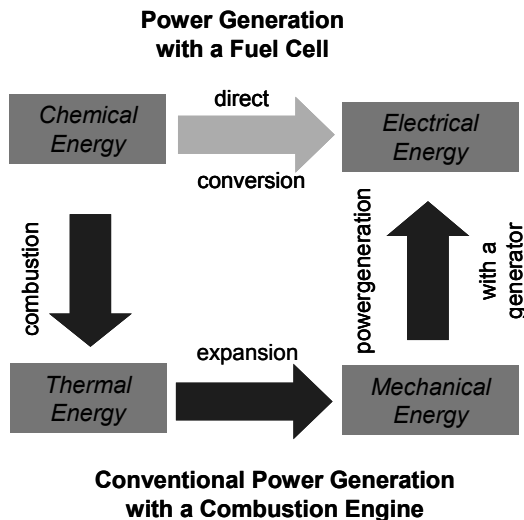 Power Generation
with a Fuel Cell
direct
Chemical
Energy
Electrical
Energy
conversion
combustion
powergeneration
with a
generator
expansion
Thermal
Energy
Mechanical
Energy
Conventional Power Generation
with a Combustion Engine